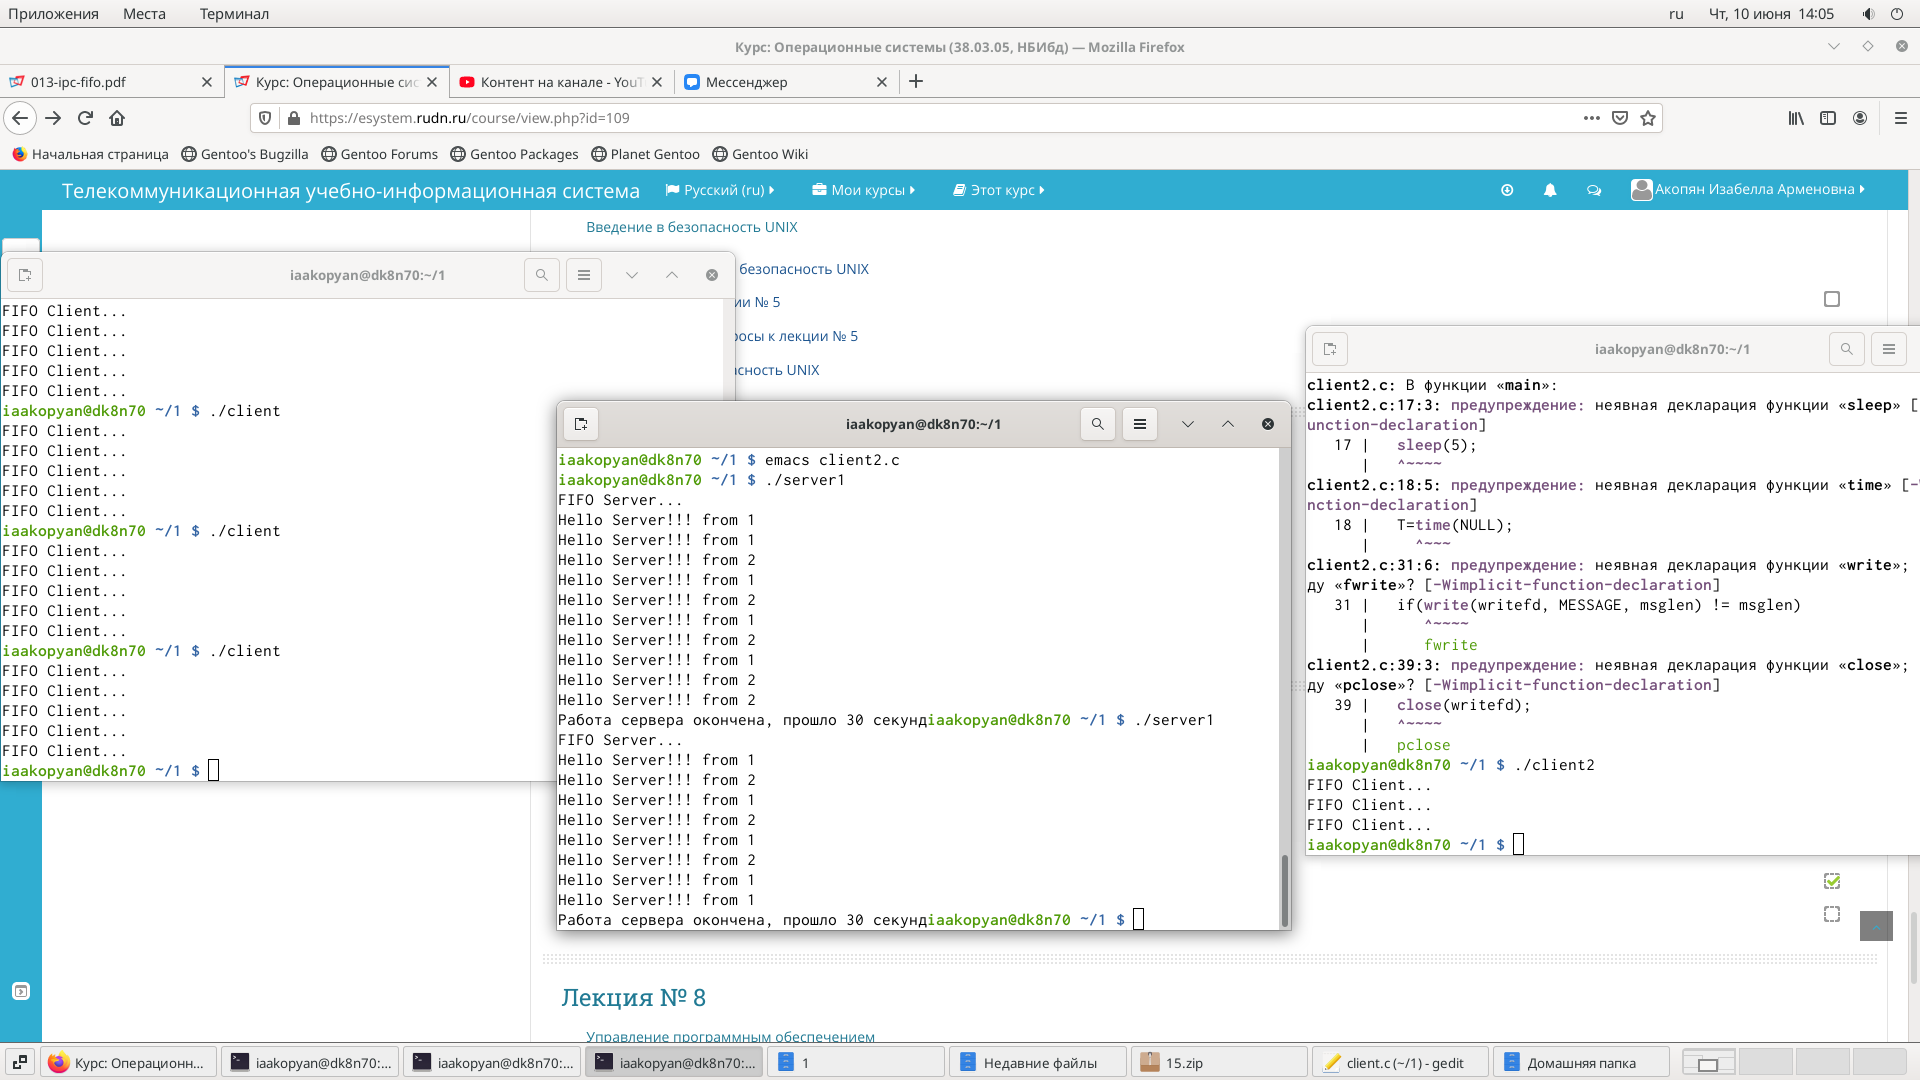 Приложения Места Терминал ru Чт, 10 июня 14:05
Курс: Операционные системы (38.03.05, НБИбд) — Mozilla Firefox
013-ipc-fifo.pdf Курс: Операционные сис Контент на канале - YouT Мессенджер
https://esystem.rudn.ru/course/view.php?id=109
Начальная страница Gentoo's Bugzilla Gentoo Forums Gentoo Packages Planet Gentoo Gentoo Wiki
Телекоммуникационная учебно-информационная система Русский (ru) Мои курсы Этот курс Акопян Изабелла Арменовна
Введение в безопасность UNIX
безопасность UNIX
ии № 5
росы к лекции № 5
асность UNIX
iaakopyan@dk8n70:~/1
FIFO Client...
FIFO Client...
FIFO Client...
FIFO Client...
FIFO Client...
iaakopyan@dk8n70 ~/1 $ ./client
FIFO Client...
FIFO Client...
FIFO Client...
FIFO Client...
FIFO Client...
iaakopyan@dk8n70 ~/1 $ ./client
FIFO Client...
FIFO Client...
FIFO Client...
FIFO Client...
FIFO Client...
iaakopyan@dk8n70 ~/1 $ ./client
FIFO Client...
FIFO Client...
FIFO Client...
FIFO Client...
FIFO Client...
iaakopyan@dk8n70 ~/1 $
iaakopyan@dk8n70:~/1
iaakopyan@dk8n70 ~/1 $ emacs client2.c
iaakopyan@dk8n70 ~/1 $ ./server1
FIFO Server...
Hello Server!!! from 1
Hello Server!!! from 1
Hello Server!!! from 2
Hello Server!!! from 1
Hello Server!!! from 2
Hello Server!!! from 1
Hello Server!!! from 2
Hello Server!!! from 1
Hello Server!!! from 2
Hello Server!!! from 2
Работа сервера окончена, прошло 30 секундiaakopyan@dk8n70 ~/1 $ ./server1
FIFO Server...
Hello Server!!! from 1
Hello Server!!! from 2
Hello Server!!! from 1
Hello Server!!! from 2
Hello Server!!! from 1
Hello Server!!! from 2
Hello Server!!! from 1
Hello Server!!! from 1
Работа сервера окончена, прошло 30 секундiaakopyan@dk8n70 ~/1 $
iaakopyan@dk8n70:~/1
client2.c: В функции «main»:
client2.c:17:3: предупреждение: неявная декларация функции «sleep» [
unction-declaration]
17 | sleep(5);
| ^~~~~
client2.c:18:5: предупреждение: неявная декларация функции «time» [-
nction-declaration]
18 | T=time(NULL);
| ^~~~
client2.c:31:6: предупреждение: неявная декларация функции «write»;
ду «fwrite»? [-Wimplicit-function-declaration]
31 | if(write(writefd, MESSAGE, msglen) != msglen)
| ^~~~~
| fwrite
client2.c:39:3: предупреждение: неявная декларация функции «close»;
ду «pclose»? [-Wimplicit-function-declaration]
39 | close(writefd);
| ^~~~~
| pclose
iaakopyan@dk8n70 ~/1 $ ./client2
FIFO Client...
FIFO Client...
FIFO Client...
iaakopyan@dk8n70 ~/1 $
Лекция № 8
Управление программным обеспечением
Курс: Операционн... iaakopyan@dk8n70:... iaakopyan@dk8n70:... iaakopyan@dk8n70:... 1 Недавние файлы 15.zip client.c (~/1) - gedit Домашняя папка